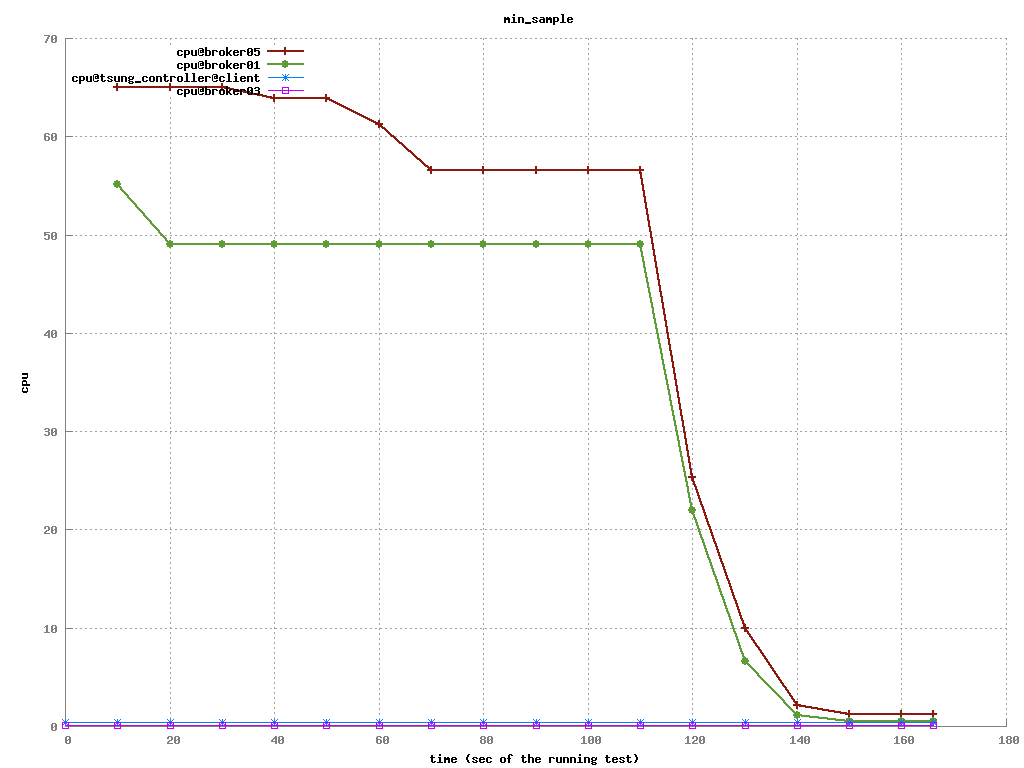 min_sample
70
cpu@broker05
cpu@broker01
cpu@tsung_controller@client
cpu@broker03
60
50
40
cpu
30
20
10
0
0 20 40 60 80 100 120 140 160 180
time (sec of the running test)